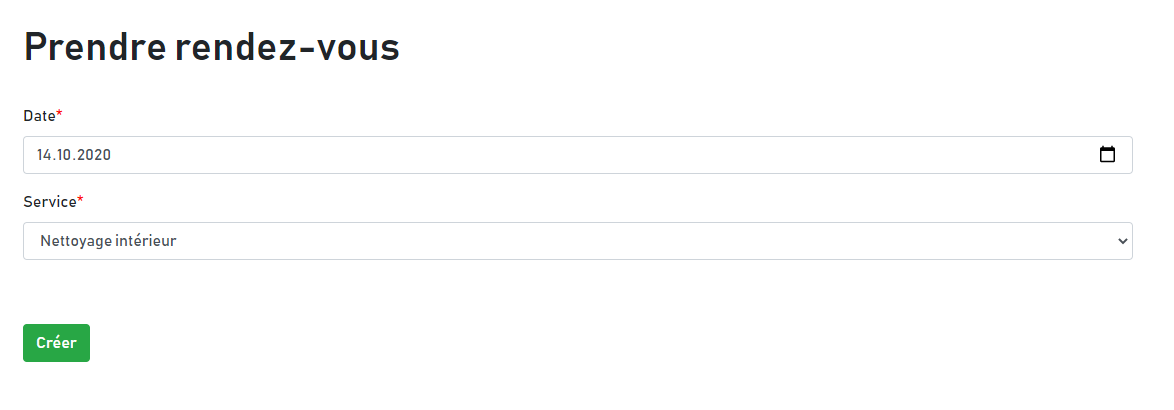 Prendre rendez-vous
Date*
14.10.2020
Service*
Nettoyage intérieur
Créer